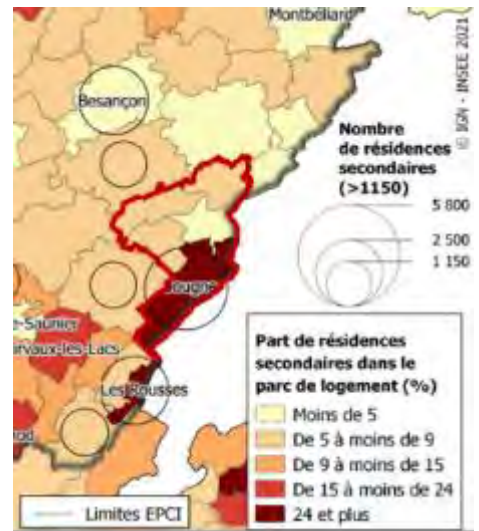 Montbéliard
© IGN - INSEE 2021
Besançon
Nombre
de résidences
secondaires
(>1150)
5 800
2 500
1 150
Jougne
-Saunier
rvaux-les-Lacs
Les Rousses
Part de résidences
secondaires dans le
parc de logement (%)
Moins de 5
De 5 à moins de 9
De 9 à moins de 15
De 15 à moins de 24
24 et plus
Limites EPCI